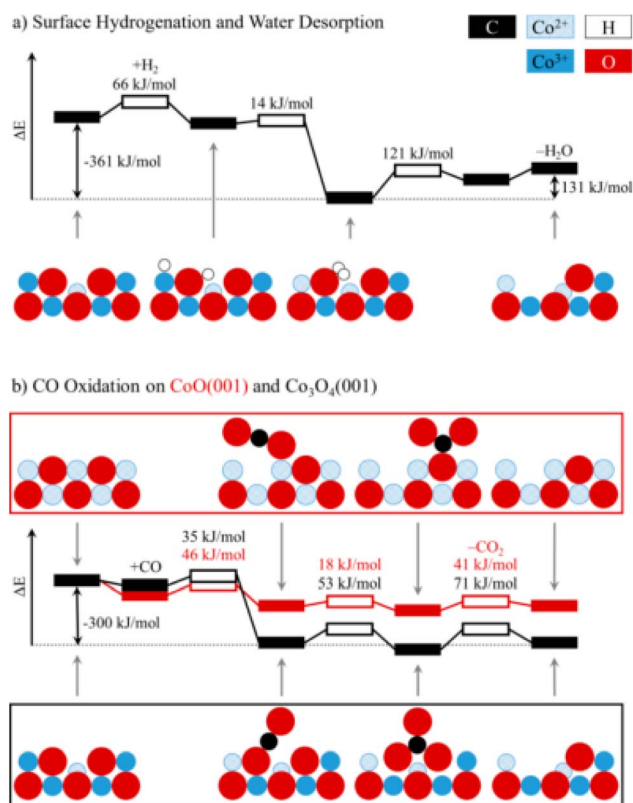 a) Surface Hydrogenation and Water Desorption
C Co²⁺ H
Co³⁺ O
+H₂
66 kJ/mol
14 kJ/mol
ΔE
-361 kJ/mol
121 kJ/mol
–H₂O
131 kJ/mol
b) CO Oxidation on CoO(001) and Co₃O₄(001)
ΔE
+CO
35 kJ/mol
46 kJ/mol
18 kJ/mol
53 kJ/mol
–CO₂
41 kJ/mol
71 kJ/mol
-300 kJ/mol